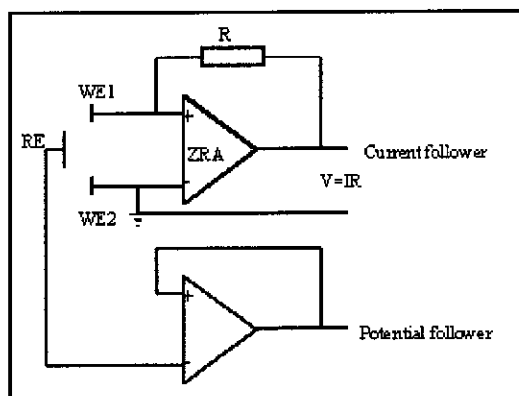 R
WE1
+
RE
ZRA
Current follower
V=IR
-
WE2
+
Potential follower
-